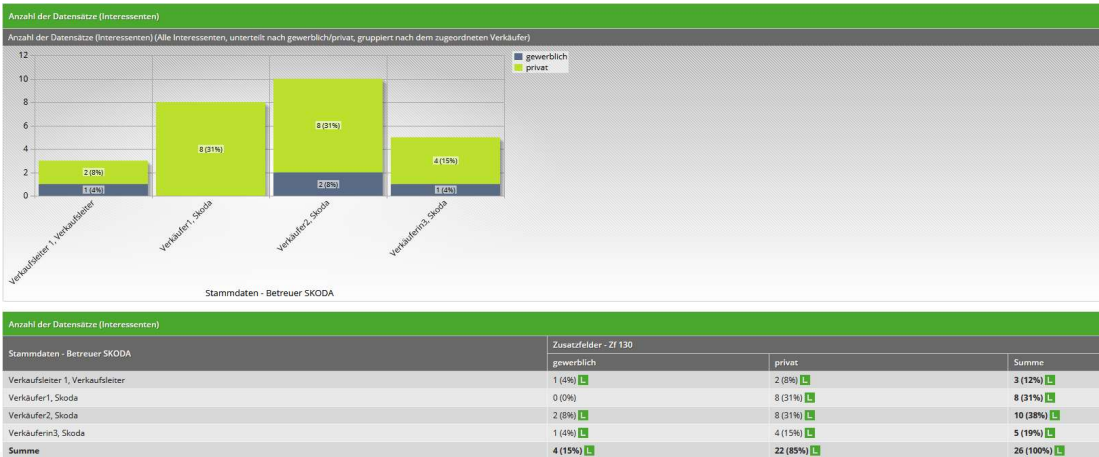 Anzahl der Datensätze (Interessenten)
Anzahl der Datensätze (Interessenten) (Alle Interessenten, unterteilt nach gewerblich/privat, gruppiert nach dem zugeordneten Verkäufer)
12
10
8
6
4
2
0
2 (8%)
1 (4%)
8 (31%)
8 (31%)
2 (8%)
4 (15%)
1 (4%)
gewerblich
privat
Verkaufsleiter 1, Verkaufsleiter
Verkäufer1, Skoda
Verkäufer2, Skoda
Verkäuferin3, Skoda
Stammdaten - Betreuer SKODA
Anzahl der Datensätze (Interessenten)
Stammdaten - Betreuer SKODA
Zusatzfelder - Zf 130
gewerblich privat Summe
Verkaufsleiter 1, Verkaufsleiter 1 (4%) L 2 (8%) L 3 (12%) L
Verkäufer1, Skoda 0 (0%) 8 (31%) L 8 (31%) L
Verkäufer2, Skoda 2 (8%) L 8 (31%) L 10 (38%) L
Verkäuferin3, Skoda 1 (4%) L 4 (15%) L 5 (19%) L
Summe 4 (15%) L 22 (85%) L 26 (100%) L